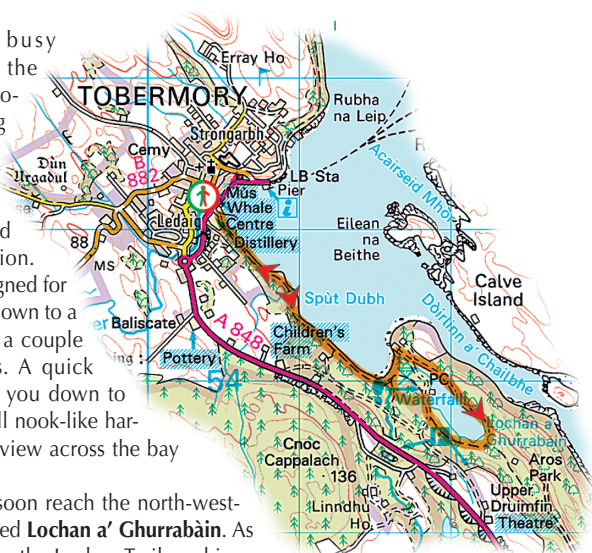 busy
the
o-
g
d
ion.
gned for
own to a
a couple
s. A quick
you down to
ll nook-like har-
view across the bay
soon reach the north-west-
ed Lochan a' Ghurrabàin. As
Erray Ho
TOBERMORY
Strongarbh
Rubha
na Leip
Cemy
B
882
Dùn
Urgadul
LB Sta
Pier
Acairseid Mhòr
R
Mus
Whale
Centre
Distillery
Ledaig
Eilean
na
Beithe
88
MS
Calve
Island
Spùt Dubh
Dòirlinn a' Chailbhe
Baliscate
A 848
Children's
Farm
Pottery
ing
54
PC
Waterfall
Lochan a'
Ghurrabàin
Cnoc
Cappalach
136
Aros
Park
Linndhu
Ho
Upper
Druimfin
Theatre